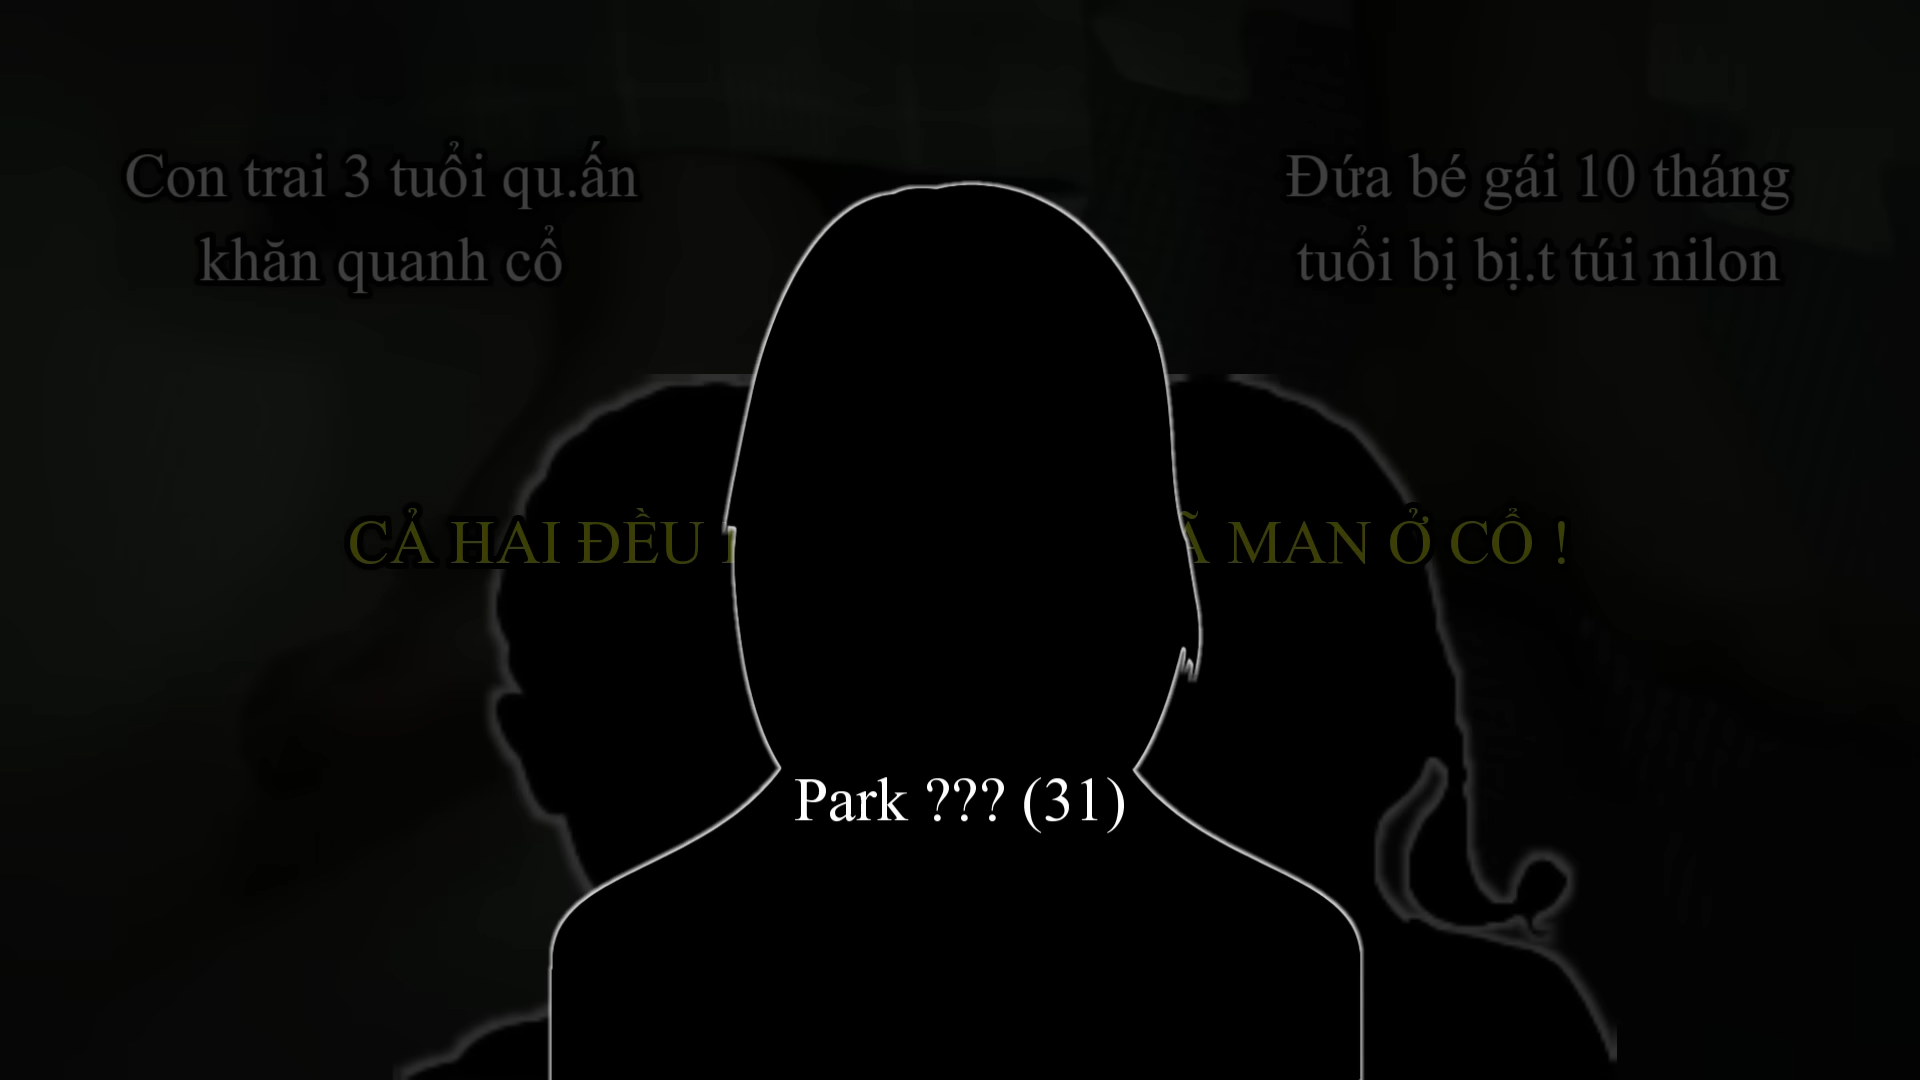 Con trai 3 tuổi qu.ấn
khăn quanh cổ
Đứa bé gái 10 tháng
tuổi bị bị.t túi nilon
CẢ HAI ĐỀU MAN Ở CỔ !
Park ??? (31)